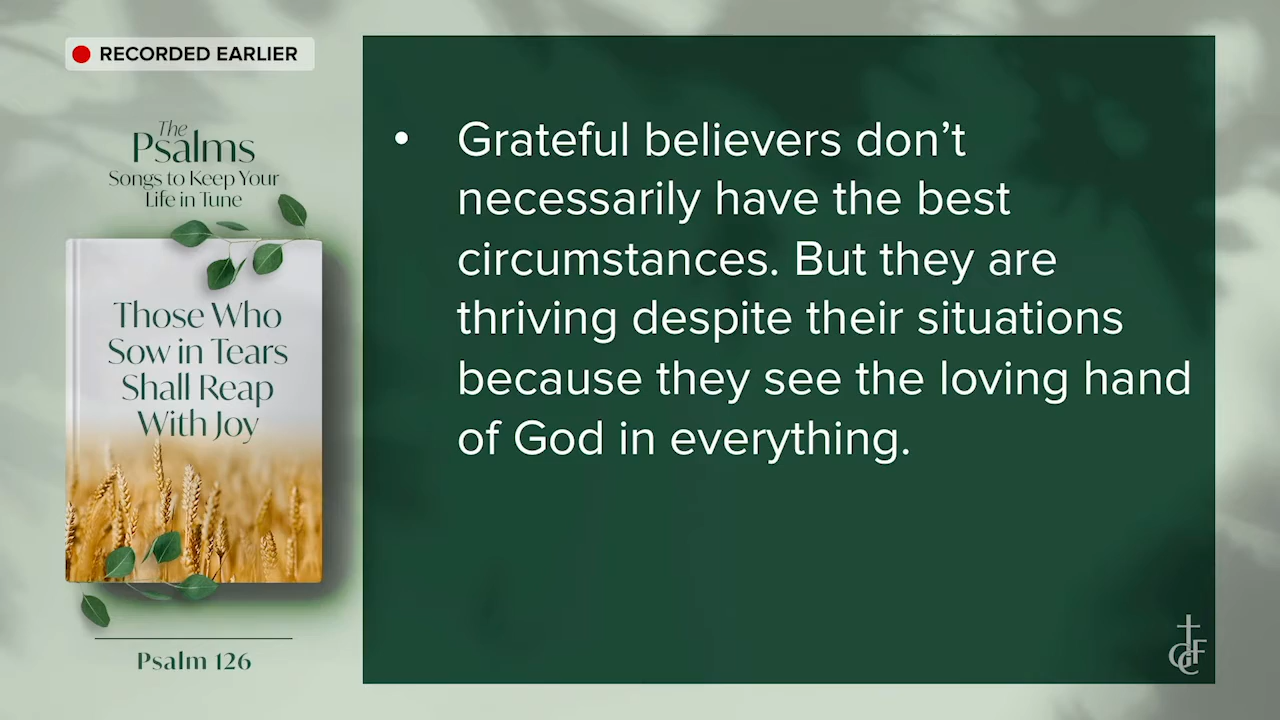 RECORDED EARLIER
The
Psalms
Songs to Keep Your
Life in Tune
Those Who
Sow in Tears
Shall Reap
With Joy
Psalm 126
• Grateful believers don’t
necessarily have the best
circumstances. But they are
thriving despite their situations
because they see the loving hand
of God in everything.
GCF